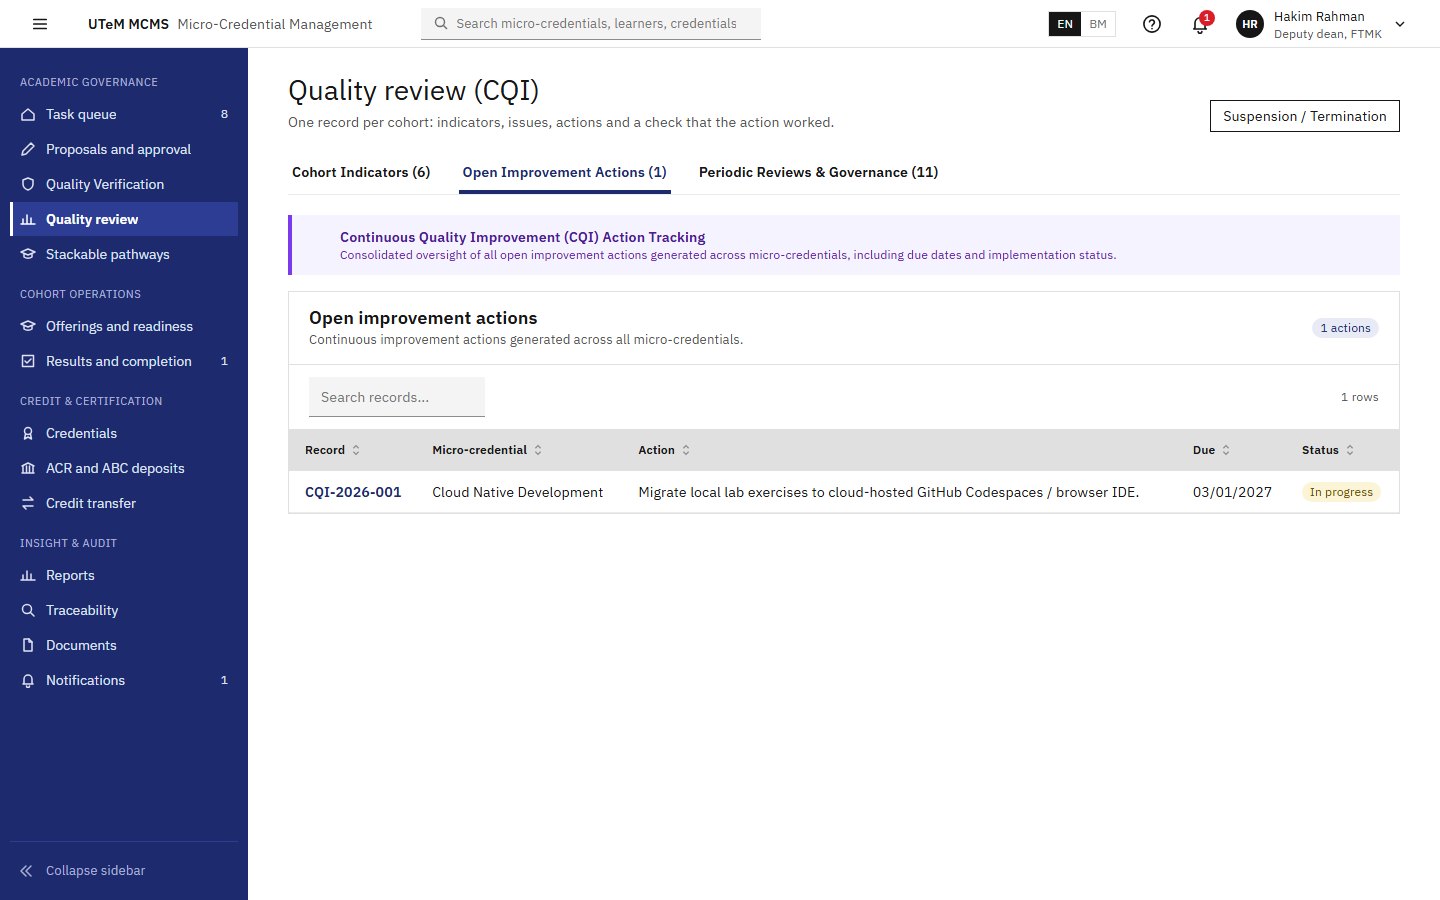 UTeM MCMS Micro-Credential Management
Search micro-credentials, learners, credentials
EN BM
1
HR
Hakim Rahman
Deputy dean, FTMK
ACADEMIC GOVERNANCE
Task queue 8
Proposals and approval
Quality Verification
Quality review
Stackable pathways
COHORT OPERATIONS
Offerings and readiness
Results and completion 1
CREDIT & CERTIFICATION
Credentials
ACR and ABC deposits
Credit transfer
INSIGHT & AUDIT
Reports
Traceability
Documents
Notifications 1
Collapse sidebar
Quality review (CQI)
One record per cohort: indicators, issues, actions and a check that the action worked.
Suspension / Termination
Cohort Indicators (6) Open Improvement Actions (1) Periodic Reviews & Governance (11)
Continuous Quality Improvement (CQI) Action Tracking
Consolidated oversight of all open improvement actions generated across micro-credentials, including due dates and implementation status.
Open improvement actions
Continuous improvement actions generated across all micro-credentials.
1 actions
Search records...
1 rows
Record Micro-credential Action Due Status
CQI-2026-001 Cloud Native Development Migrate local lab exercises to cloud-hosted GitHub Codespaces / browser IDE. 03/01/2027 In progress